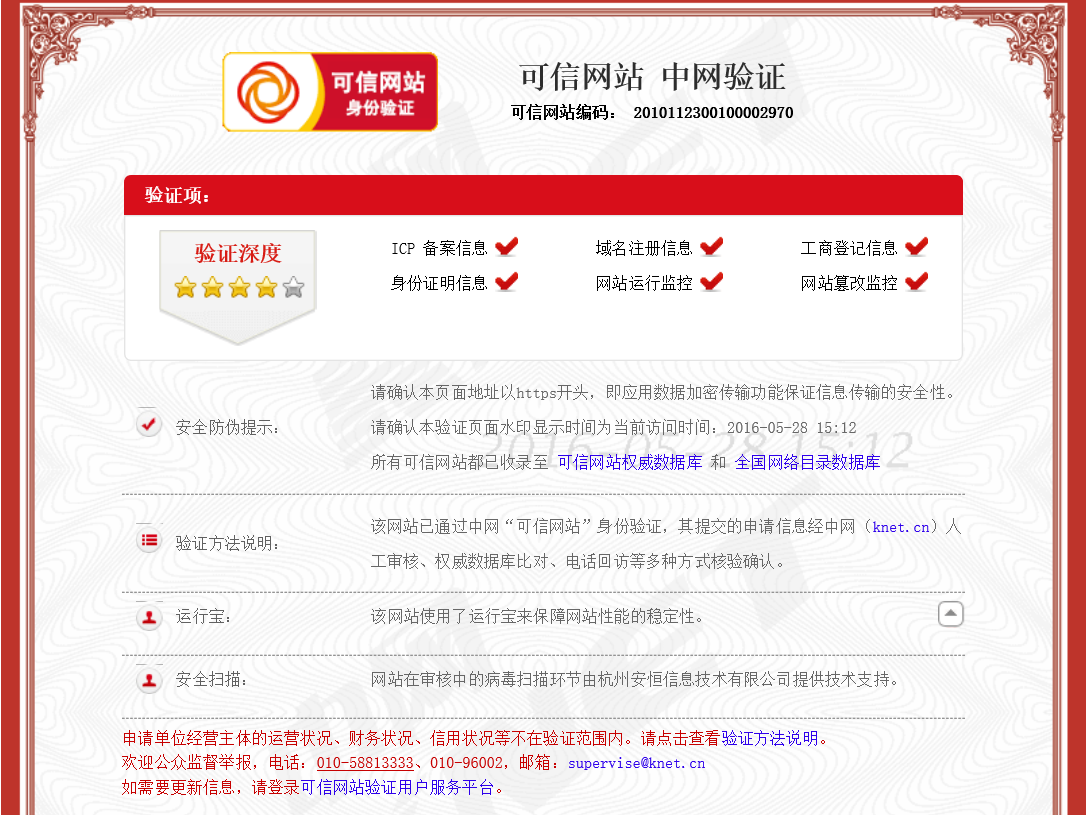 可信网站
身份验证
可信网站 中网验证
可信网站编码： 2010112300100002970
验证项：
验证深度
ICP 备案信息 域名注册信息 工商登记信息
身份证明信息 网站运行监控 网站篡改监控
请确认本页面地址以https开头，即应用数据加密传输功能保证信息传输的安全性。
安全防伪提示：
请确认本验证页面水印显示时间为当前访问时间：2016-05-28 15:12
2016-05-28 15:12
所有可信网站都已收录至 可信网站权威数据库 和 全国网络目录数据库
该网站已通过中网“可信网站”身份验证，其提交的申请信息经中网（knet.cn）人
验证方法说明：
工审核、权威数据库比对、电话回访等多种方式核验确认。
运行宝： 该网站使用了运行宝来保障网站性能的稳定性。
安全扫描： 网站在审核中的病毒扫描环节由杭州安恒信息技术有限公司提供技术支持。
申请单位经营主体的运营状况、财务状况、信用状况等不在验证范围内。请点击查看验证方法说明。
欢迎公众监督举报，电话：010-58813333、010-96002，邮箱：supervise@knet.cn
如需要更新信息，请登录可信网站验证用户服务平台。